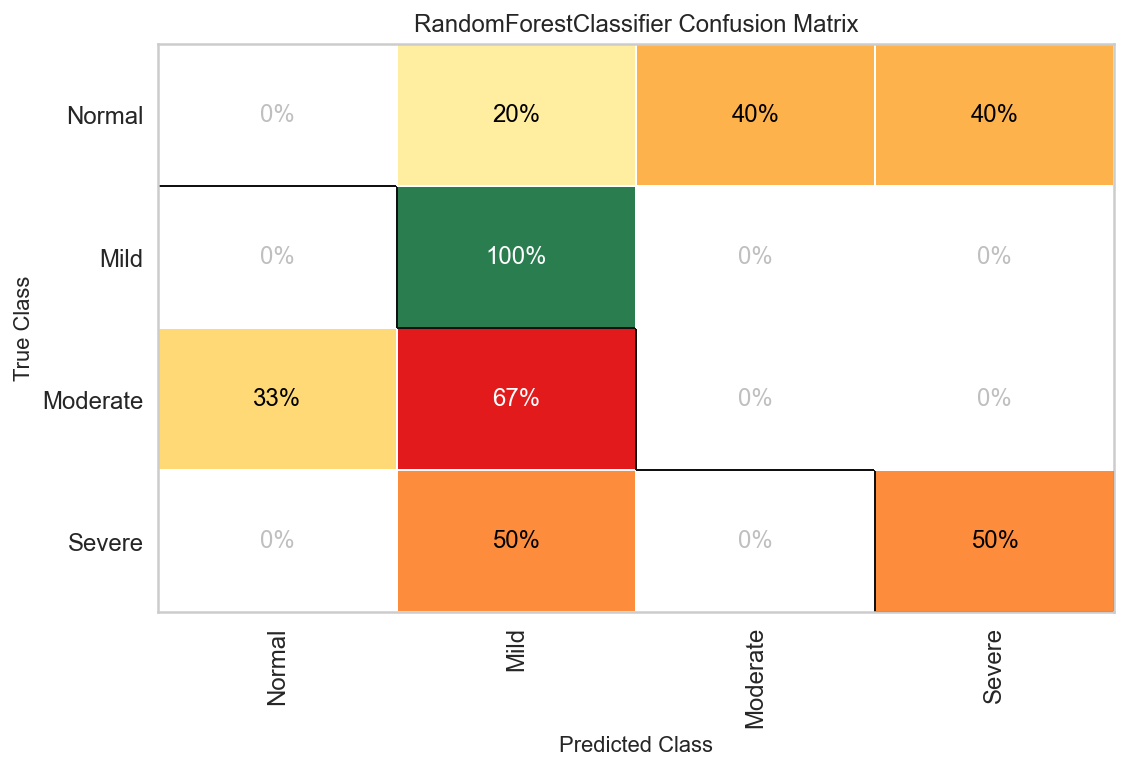 RandomForestClassifier Confusion Matrix
Normal 0% 20% 40% 40%
Mild 0% 100% 0% 0%
Moderate 33% 67% 0% 0%
Severe 0% 50% 0% 50%
True Class
Normal Mild Moderate Severe
Predicted Class